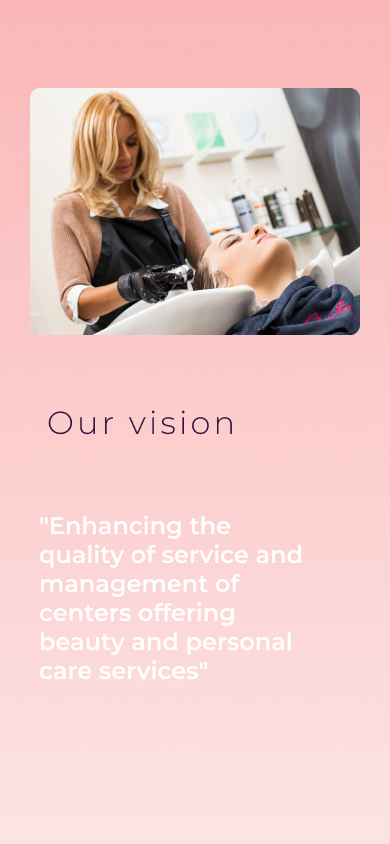 Our vision
"Enhancing the
quality of service and
management of
centers offering
beauty and personal
care services"